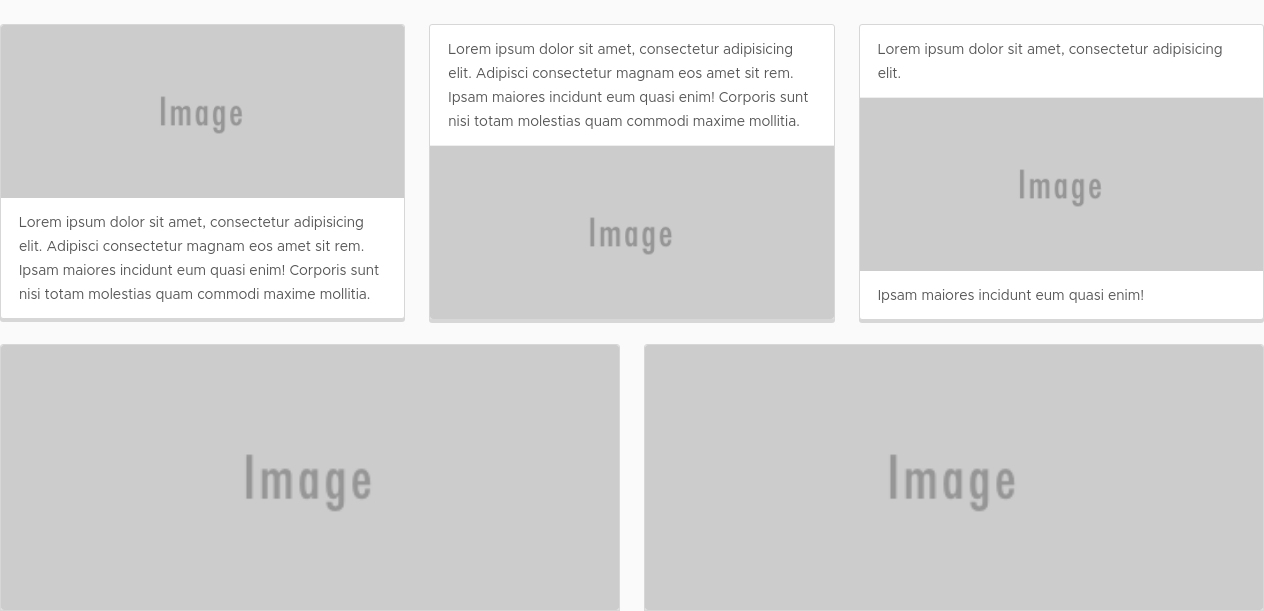 Image
Lorem ipsum dolor sit amet, consectetur adipisicing
elit. Adipisci consectetur magnam eos amet sit rem.
Ipsam maiores incidunt eum quasi enim! Corporis sunt
nisi totam molestias quam commodi maxime mollitia.
Lorem ipsum dolor sit amet, consectetur adipisicing
elit. Adipisci consectetur magnam eos amet sit rem.
Ipsam maiores incidunt eum quasi enim! Corporis sunt
nisi totam molestias quam commodi maxime mollitia.
Image
Lorem ipsum dolor sit amet, consectetur adipisicing
elit.
Image
Ipsam maiores incidunt eum quasi enim!
Image
Image